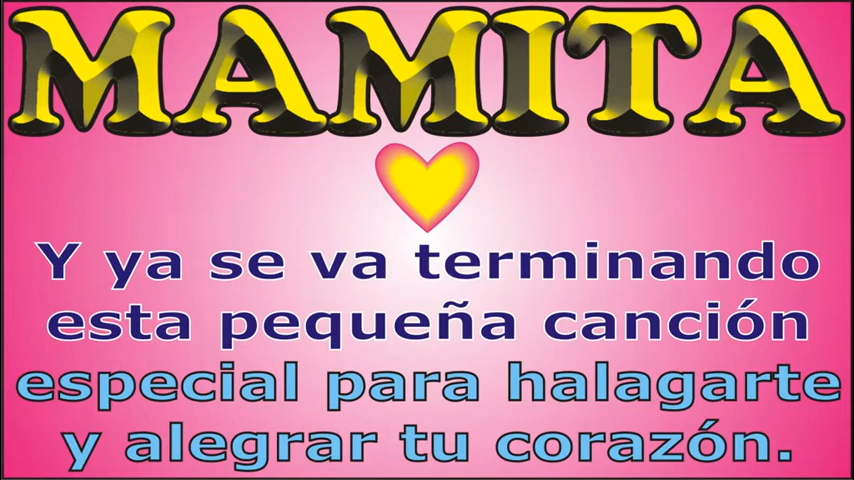 MAMITA
Y ya se va terminando
esta pequeña canción
especial para halagarte
y alegrar tu corazón.